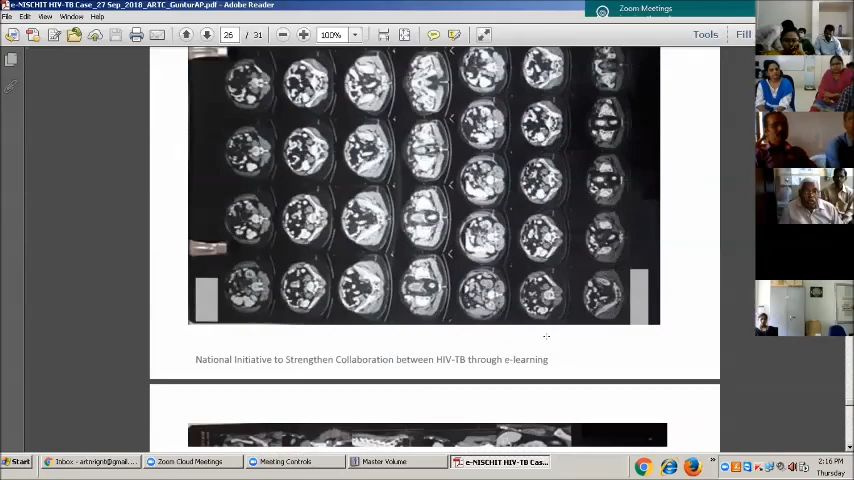 e-NISCHIT HIV-TB Case_27 Sep_2018_ARTC_GunturAP.pdf - Adobe Reader
Zoom Meetings
File Edit View Window Help
26 / 31
100%
Tools
Fill
National Initiative to Strengthen Collaboration between HIV-TB through e-learning
Start
Inbox - artnrignt@gmail....
Zoom Cloud Meetings
Meeting Controls
Master Volume
e-NISCHIT HIV-TB Cas...
2:16 PM
Thursday